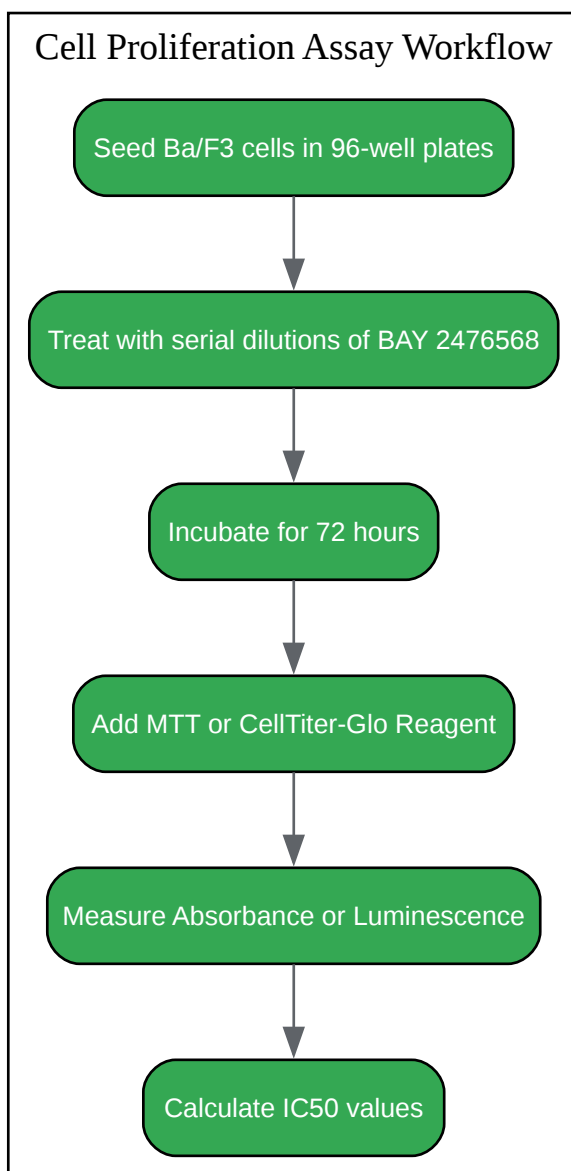 Cell Proliferation Assay Workflow
Seed Ba/F3 cells in 96-well plates
Treat with serial dilutions of BAY 2476568
Incubate for 72 hours
Add MTT or CellTiter-Glo Reagent
Measure Absorbance or Luminescence
Calculate IC50 values